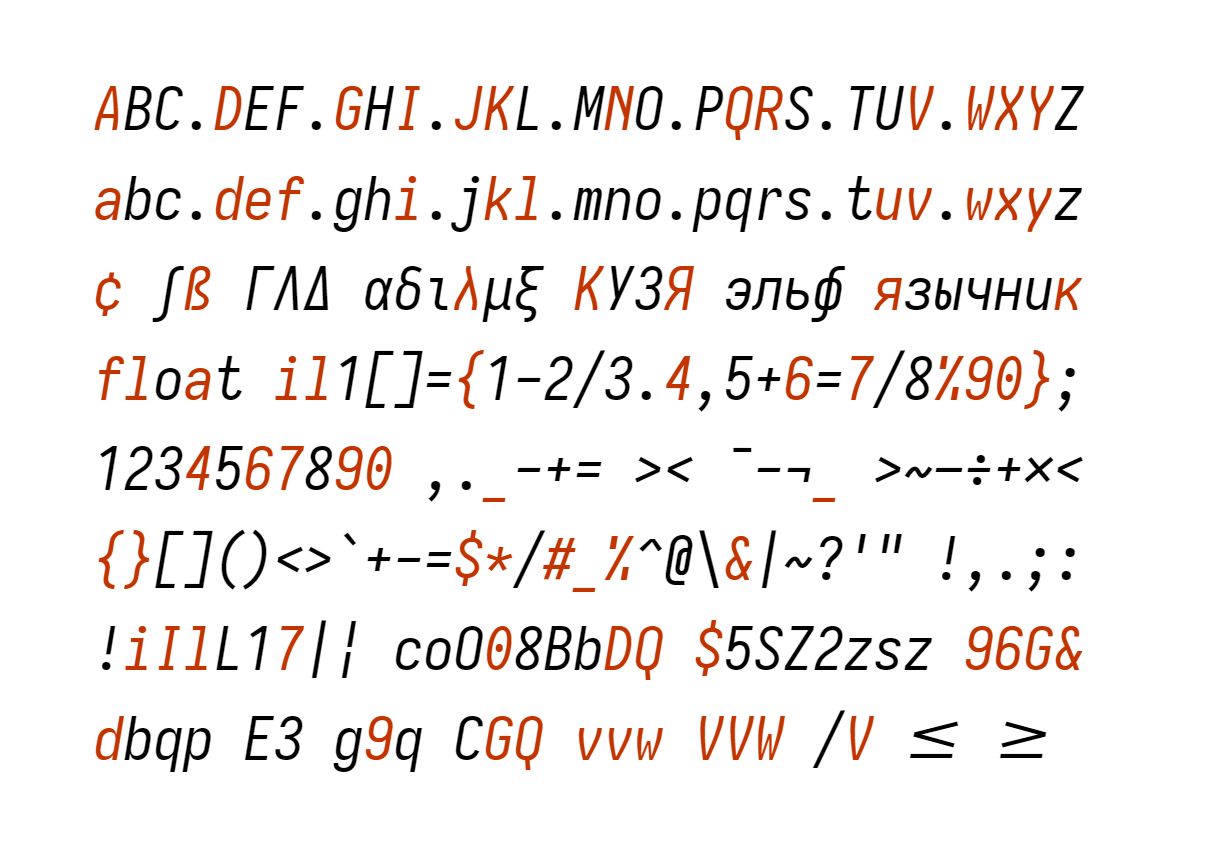 ABC.DEF.GHI.JKL.MNO.PQRS.TUV.WXYZ
abc.def.ghi.jkl.mno.pqrs.tuv.wxyz
¢ ʃß ΓΛΔ αδιλμξ КУЗЯ эльф язычник
float il1[]={1-2/3.4,5+6=7/8%90};
1234567890 ,._-+= >< ¯-¬_ >~–÷+×<
{}[]()<>`+-=$*/#_%^@\&|~?'" !,.;:
!iIlL17|¦ coO08BbDQ $5SZ2zsz 96G&
dbqp E3 g9q CGQ vvw VVW /V ≤ ≥